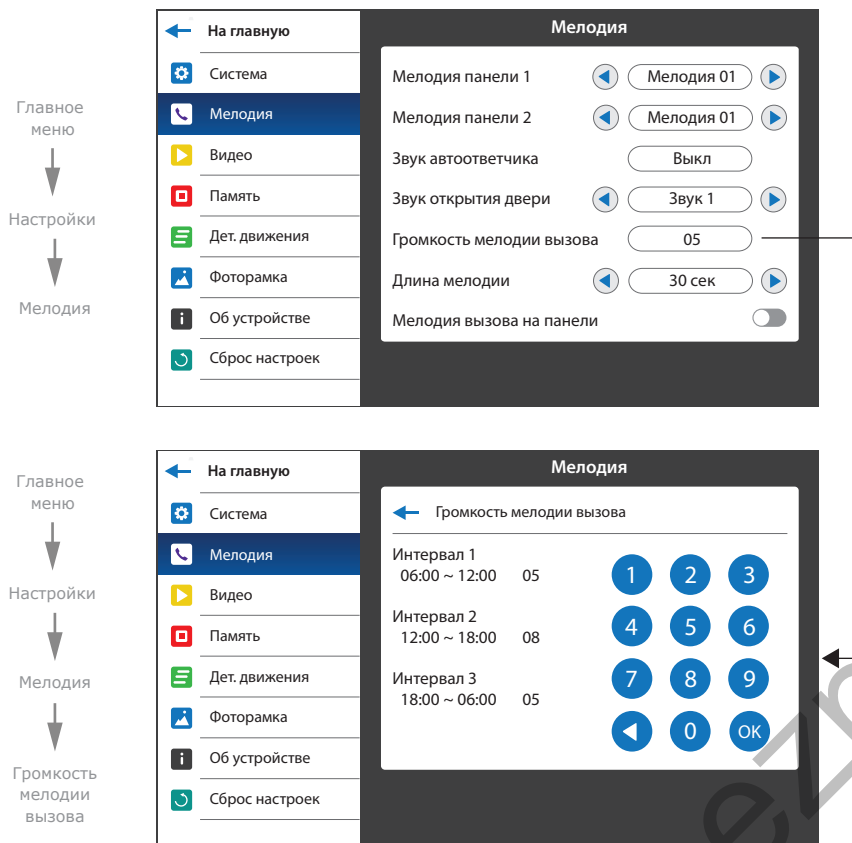 Главное
меню
Настройки
Мелодия
На главную
Система
Мелодия
Видео
Память
Дет. движения
Фоторамка
Об устройстве
Сброс настроек
Мелодия
Мелодия панели 1 Мелодия 01
Мелодия панели 2 Мелодия 01
Звук автоответчика Выкл
Звук открытия двери Звук 1
Громкость мелодии вызова 05
Длина мелодии 30 сек
Мелодия вызова на панели
Главное
меню
Настройки
Мелодия
Громкость
мелодии
вызова
На главную
Система
Мелодия
Видео
Память
Дет. движения
Фоторамка
Об устройстве
Сброс настроек
Мелодия
Громкость мелодии вызова
Интервал 1
06:00 ~ 12:00 05
Интервал 2
12:00 ~ 18:00 08
Интервал 3
18:00 ~ 06:00 05
1 2 3
4 5 6
7 8 9
0 OK